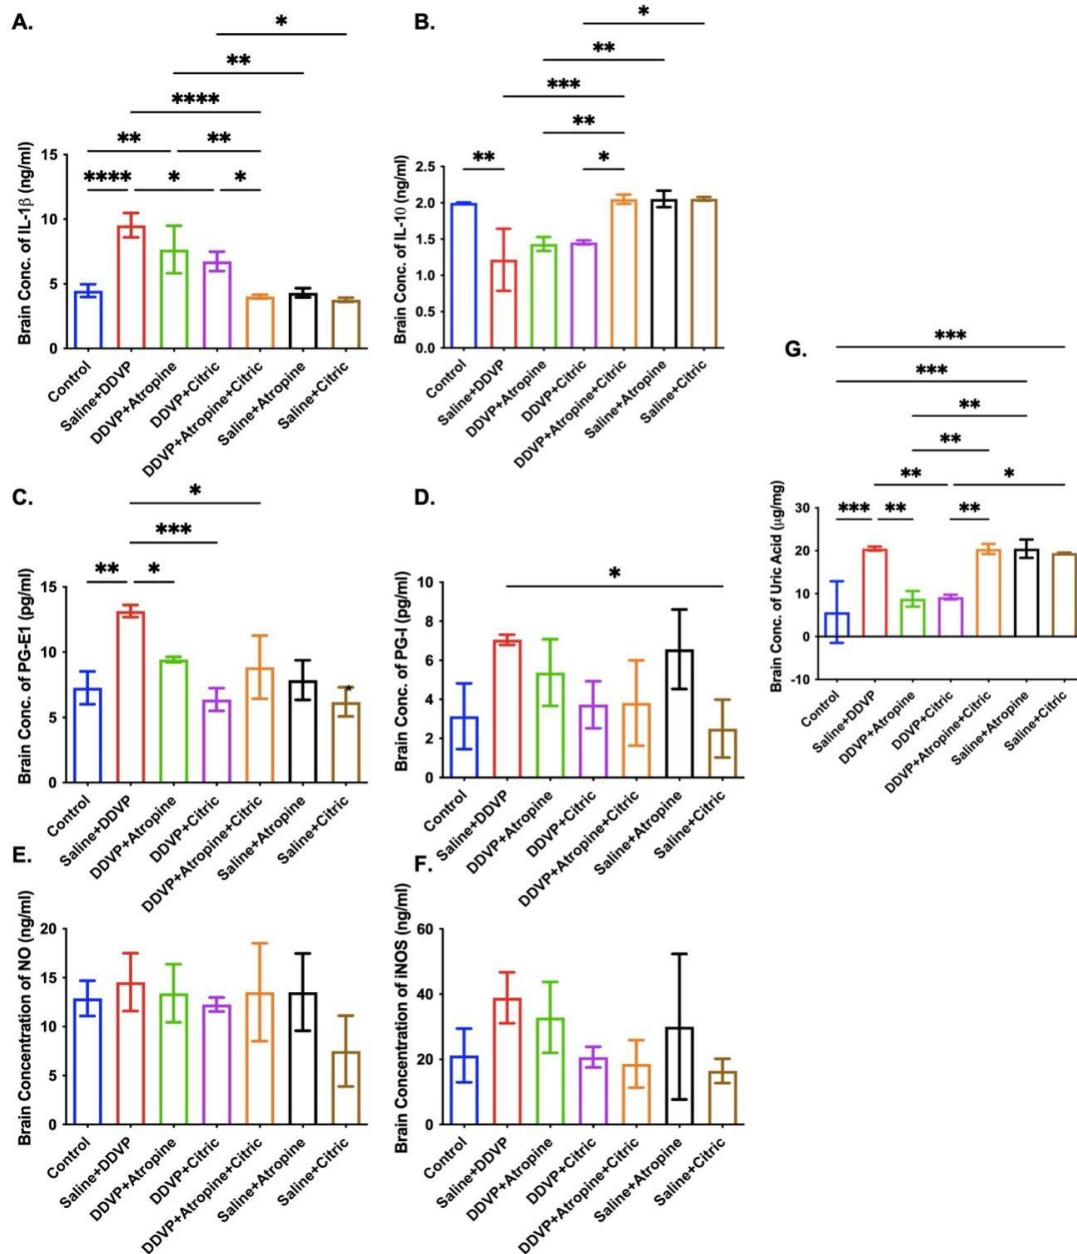 A.
*
**
****
**
**
****
*
*
Brain Conc. of IL-1β (ng/ml)
15
10
5
0
Control
Saline+DDVP
DDVP+Atropine
DDVP+Citric
DDVP+Atropine+Citric
Saline+Atropine
Saline+Citric
B.
*
**
***
**
**
*
Brain Conc. of IL-10 (ng/ml)
2.5
2.0
1.5
1.0
0.5
0.0
Control
Saline+DDVP
DDVP+Atropine
DDVP+Citric
DDVP+Atropine+Citric
Saline+Atropine
Saline+Citric
C.
*
***
**
*
Brain Conc. of PG-E1 (pg/ml)
15
10
5
0
*
Control
Saline+DDVP
DDVP+Atropine
DDVP+Citric
DDVP+Atropine+Citric
Saline+Atropine
Saline+Citric
D.
*
Brain Conc. of PG-I (pg/ml)
10
8
6
4
2
0
Control
Saline+DDVP
DDVP+Atropine
DDVP+Citric
DDVP+Atropine+Citric
Saline+Atropine
Saline+Citric
E.
Brain Concentration of NO (ng/ml)
20
15
10
5
0
Control
Saline+DDVP
DDVP+Atropine
DDVP+Citric
DDVP+Atropine+Citric
Saline+Atropine
Saline+Citric
F.
Brain Concentration of iNOS (ng/ml)
60
40
20
0
Control
Saline+DDVP
DDVP+Atropine
DDVP+Citric
DDVP+Atropine+Citric
Saline+Atropine
Saline+Citric
G.
***
***
**
**
**
*
***
**
**
Brain Conc. of Uric Acid (μg/mg)
30
20
10
0
-10
Control
Saline+DDVP
DDVP+Atropine
DDVP+Citric
DDVP+Atropine+Citric
Saline+Atropine
Saline+Citric